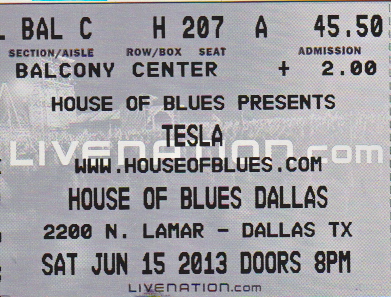 L BAL C H 207 A 45.50
SECTION/AISLE ROW/BOX SEAT ADMISSION
BALCONY CENTER + 2.00
HOUSE OF BLUES PRESENTS
TESLA
LIVENATION.com
WWW.HOUSEOFBLUES.COM
HOUSE OF BLUES DALLAS
2200 N. LAMAR - DALLAS TX
SAT JUN 15 2013 DOORS 8PM
LIVENATION.com